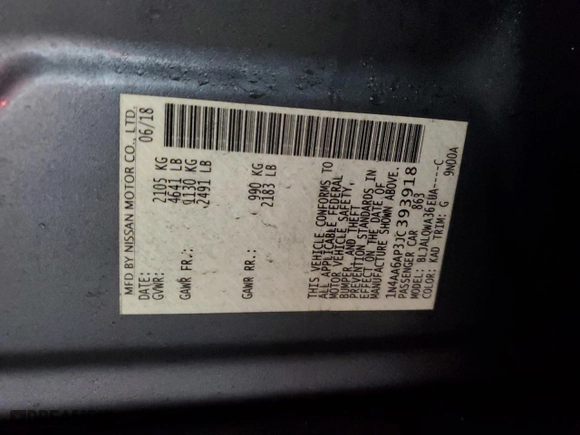 MFD BY NISSAN MOTOR CO., LTD.
DATE: 06/18
GVWR: 2105 KG
4641 LB
GAWR FR.: 1130 KG
2491 LB
GAWR RR.: 990 KG
2183 LB
THIS VEHICLE CONFORMS TO
ALL APPLICABLE FEDERAL
MOTOR VEHICLE SAFETY,
BUMPER, AND THEFT
PREVENTION STANDARDS IN
EFFECT ON THE DATE OF
MANUFACTURE SHOWN ABOVE.
1N4AA6AP3JC393918
PASSENGER CAR 863
MODEL: BLJALQWA36EUA----C
COLOR: KAD TRIM: G 9N00A